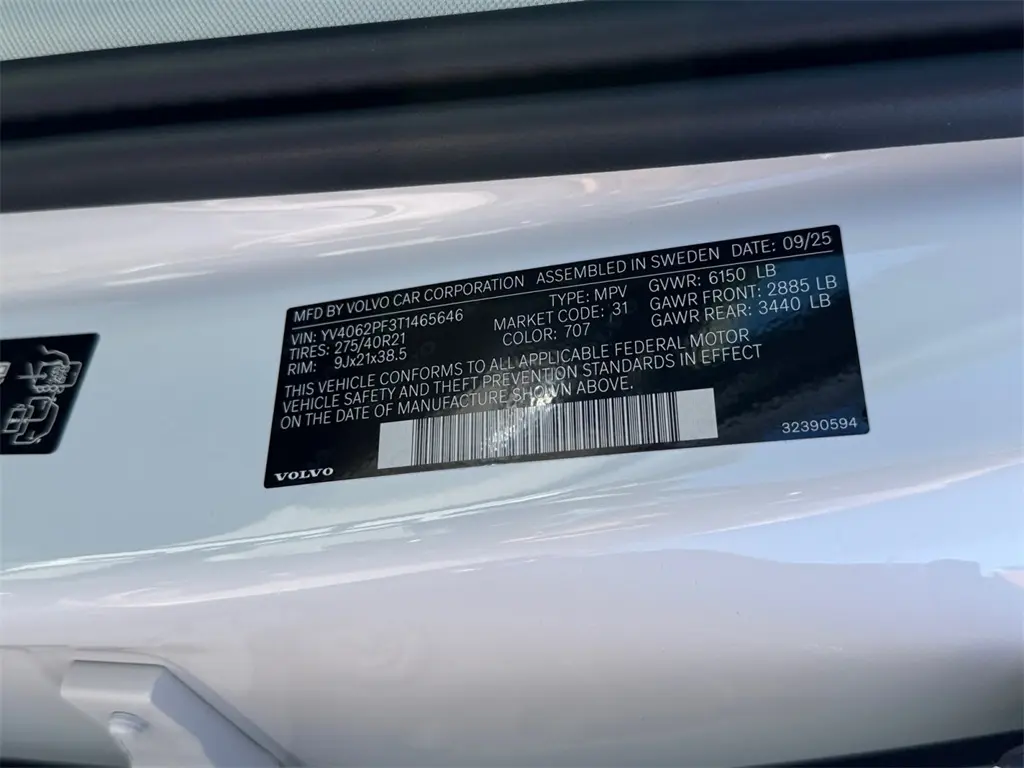 MFD BY VOLVO CAR CORPORATION ASSEMBLED IN SWEDEN DATE: 09/25
VIN: YV4062PF3T1465646 TYPE: MPV GVWR: 6150 LB
TIRES: 275/40R21 MARKET CODE: 31 GAWR FRONT: 2885 LB
RIM: 9Jx21x38.5 COLOR: 707 GAWR REAR: 3440 LB
THIS VEHICLE CONFORMS TO ALL APPLICABLE FEDERAL MOTOR
VEHICLE SAFETY AND THEFT PREVENTION STANDARDS IN EFFECT
ON THE DATE OF MANUFACTURE SHOWN ABOVE.
32390594
VOLVO